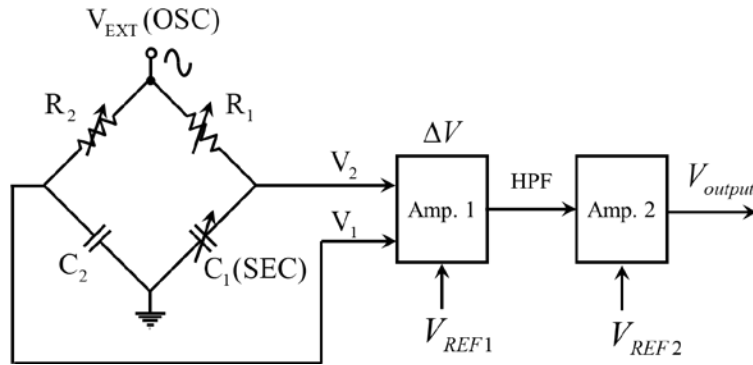 V_EXT (OSC)
R_2
R_1
ΔV
V_2
V_1
Amp. 1
HPF
Amp. 2
V_output
C_2
C_1(SEC)
V_REF1
V_REF2